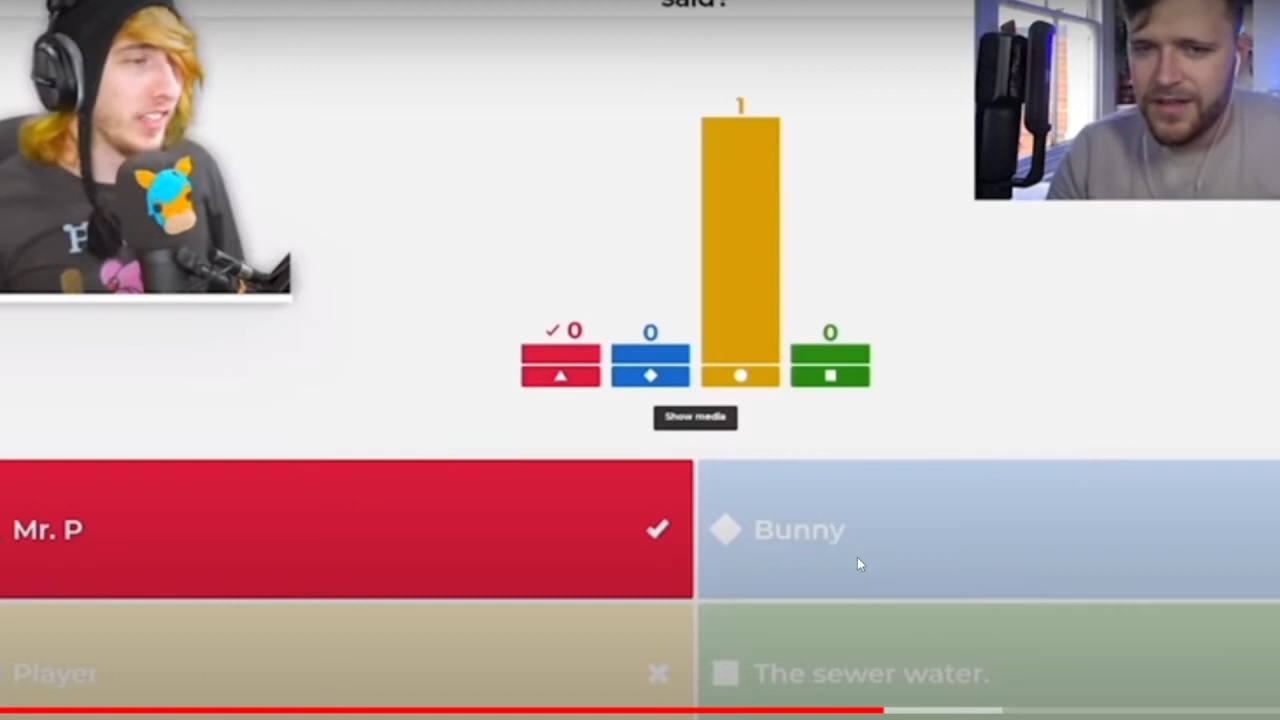 said?
1
0
0
0
Show media
Mr. P
Bunny
Player
The sewer water.